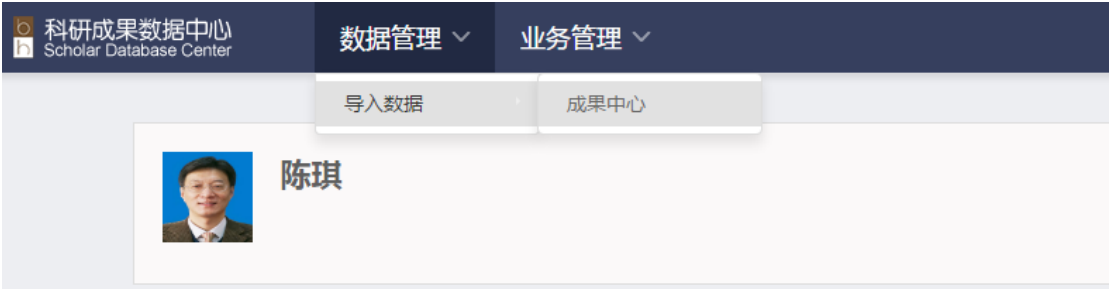 b
h
科研成果数据中心
Scholar Database Center
数据管理
业务管理
导入数据
成果中心
陈琪